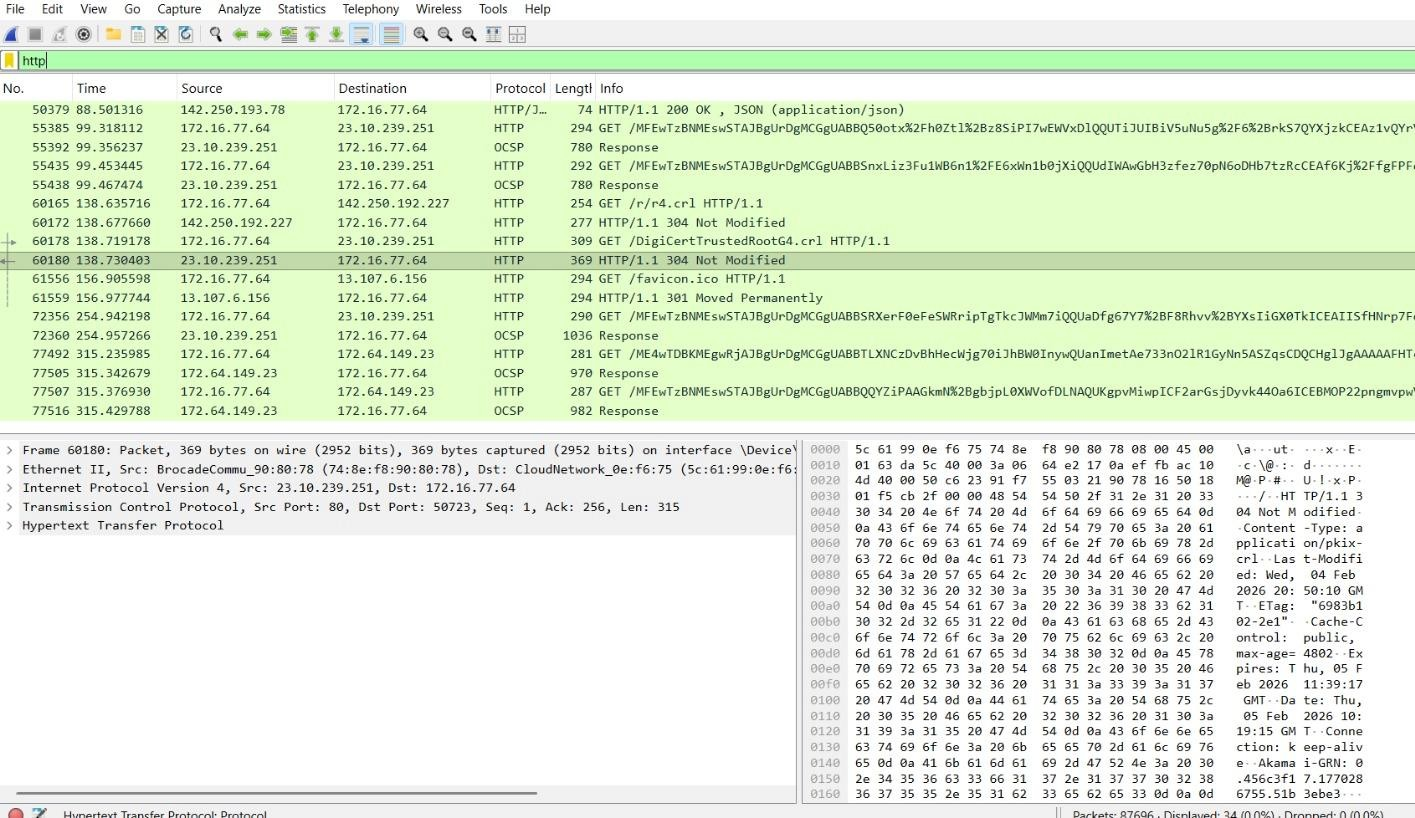 File Edit View Go Capture Analyze Statistics Telephony Wireless Tools Help
http
No. Time Source Destination Protocol Lengtl Info
50379 88.501316 142.250.193.78 172.16.77.64 HTTP/J… 74 HTTP/1.1 200 OK , JSON (application/json)
55385 99.318112 172.16.77.64 23.10.239.251 HTTP 294 GET
55392 99.356237 23.10.239.251 172.16.77.64 OCSP 780 Response
55435 99.453445 172.16.77.64 23.10.239.251 HTTP 292 GET
55438 99.467474 23.10.239.251 172.16.77.64 OCSP 780 Response
60165 138.635716 172.16.77.64 142.250.192.227 HTTP 254 GET /r/r4.crl HTTP/1.1
60172 138.677660 142.250.192.227 172.16.77.64 HTTP 277 HTTP/1.1 304 Not Modified
60178 138.719178 172.16.77.64 23.10.239.251 HTTP 309 GET /DigiCertTrustedRootG4.crl HTTP/1.1
60180 138.730403 23.10.239.251 172.16.77.64 HTTP 369 HTTP/1.1 304 Not Modified
61556 156.905598 172.16.77.64 13.107.6.156 HTTP 294 GET /favicon.ico HTTP/1.1
61559 156.977744 13.107.6.156 172.16.77.64 HTTP 294 HTTP/1.1 301 Moved Permanently
72356 254.942198 172.16.77.64 23.10.239.251 HTTP 290 GET
72360 254.957266 23.10.239.251 172.16.77.64 OCSP 1036 Response
77492 315.235985 172.16.77.64 172.64.149.23 HTTP 281 GET
77505 315.342679 172.64.149.23 172.16.77.64 OCSP 970 Response
77507 315.376930 172.16.77.64 172.64.149.23 HTTP 287 GET
77516 315.429788 172.64.149.23 172.16.77.64 OCSP 982 Response
Frame 60180: Packet, 369 bytes on wire (2952 bits), 369 bytes captured (2952 bits) on interface \Device\
Ethernet II, Src: BrocadeCommu_90:80:78 (74:8e:f8:90:80:78), Dst: CloudNetwork_0e:f6:75 (5c:61:99:0e:f6:
Internet Protocol Version 4, Src: 23.10.239.251, Dst: 172.16.77.64
Transmission Control Protocol, Src Port: 80, Dst Port: 50723, Seq: 1, Ack: 256, Len: 315
Hypertext Transfer Protocol
0000 5c 61 99 0e f6 75 74 8e f8 90 80 78 08 00 45 00 \a···ut· ···x··E·
0010 01 63 da 5c 40 00 3a 06 64 e2 17 0a ef fb ac 10 ·c·\@·:· d·······
0020 4d 40 00 50 c6 23 91 f7 55 03 21 90 78 16 50 18 M@·P·#·· U·!·x·P·
0030 01 f5 cb 2f 00 00 48 54 54 50 2f 31 2e 31 20 33 ···/··HT TP/1.1 3
0040 30 34 20 4e 6f 74 20 4d 6f 64 69 66 69 65 64 0d 04 Not M odified·
0050 0a 43 6f 6e 74 65 6e 74 2d 54 79 70 65 3a 20 61 ·Content -Type: a
0060 70 70 6c 69 63 61 74 69 6f 6e 2f 70 6b 69 78 2d pplicati on/pkix-
0070 63 72 6c 0d 0a 4c 61 73 74 2d 4d 6f 64 69 66 69 crl··Las t-Modifi
0080 65 64 3a 20 57 65 64 2c 20 30 34 20 46 65 62 20 ed: Wed, 04 Feb
0090 32 30 32 36 20 32 30 3a 35 30 3a 31 30 20 47 4d 2026 20: 50:10 GM
00a0 54 0d 0a 45 54 61 67 3a 20 22 36 39 38 33 62 31 T··ETag: "6983b1
00b0 30 32 2d 32 65 31 22 0d 0a 43 61 63 68 65 2d 43 02-2e1"· ·Cache-C
00c0 6f 6e 74 72 6f 6c 3a 20 70 75 62 6c 69 63 2c 20 ontrol: public,
00d0 6d 61 78 2d 61 67 65 3d 34 38 30 32 0d 0a 45 78 max-age= 4802··Ex
00e0 70 69 72 65 73 3a 20 54 68 75 2c 20 30 35 20 46 pires: T hu, 05 F
00f0 65 62 20 32 30 32 36 20 31 31 3a 33 39 3a 31 37 eb 2026 11:39:17
0100 20 47 4d 54 0d 0a 44 61 74 65 3a 20 54 68 75 2c GMT··Da te: Thu,
0110 20 30 35 20 46 65 62 20 32 30 32 36 20 31 30 3a 05 Feb 2026 10:
0120 31 39 3a 31 35 20 47 4d 54 0d 0a 43 6f 6e 6e 65 19:15 GM T··Conne
0130 63 74 69 6f 6e 3a 20 6b 65 65 70 2d 61 6c 69 76 ction: k eep-aliv
0140 65 0d 0a 41 6b 61 6d 61 69 2d 47 52 4e 3a 20 30 e··Akama i-GRN: 0
0150 2e 34 35 36 63 33 66 31 37 2e 31 37 37 30 32 38 .456c3f1 7.177028
0160 36 37 35 35 2e 35 31 62 33 65 62 65 33 0d 0a 0d 6755.51b 3ebe3···
Hypertext Transfer Protocol: Protocol
Packets: 87696 · Displayed: 34 (0.0%) · Dropped: 0 (0.0%)